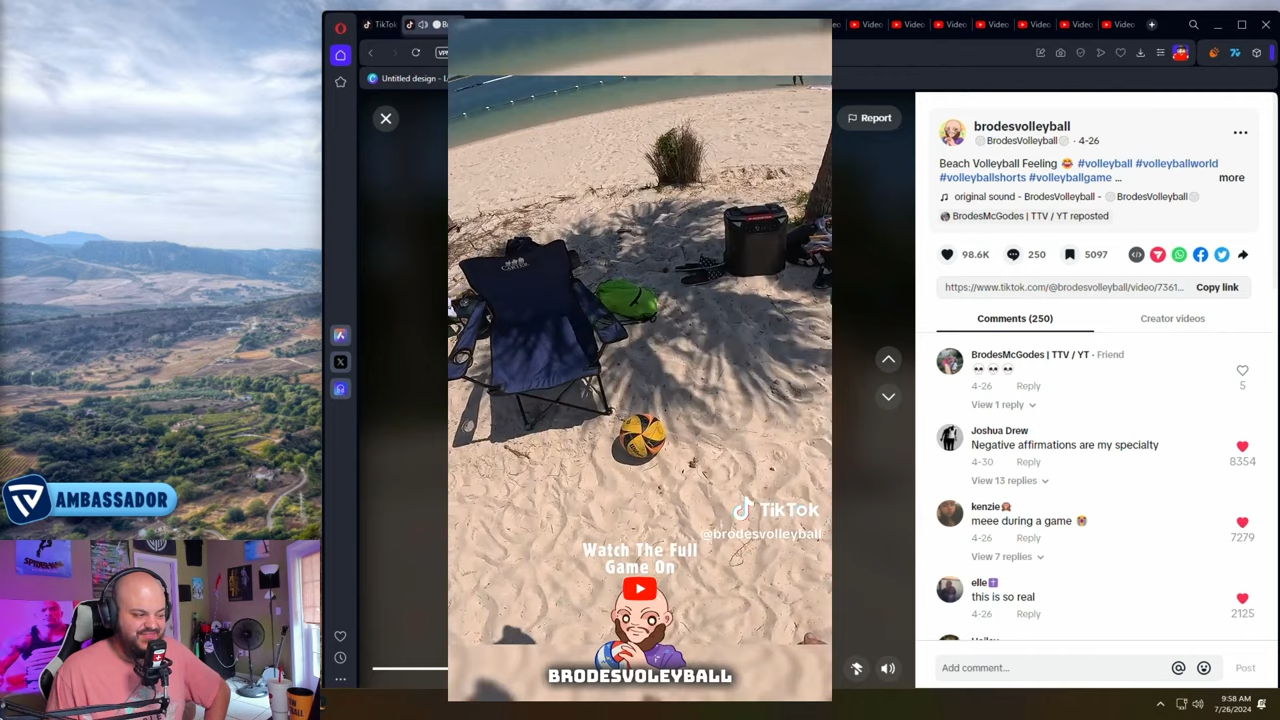 TikTok
VPN
Video
Video
Video
Video
Video
Video
Video
Untitled design - 
Report
brodesvolleyball
BrodesVolleyball · 4-26
Beach Volleyball Feeling 😂 #volleyball #volleyballworld
#volleyballshorts #volleyballgame ... more
original sound - BrodesVolleyball - BrodesVolleyball
BrodesMcGodes | TTV / YT reposted
98.6K 250 5097
https://www.tiktok.com/@brodesvolleyball/video/7361... Copy link
Comments (250) Creator videos
BrodesMcGodes | TTV / YT · Friend
💀 💀 💀
4-26 Reply 5
View 1 reply
Joshua Drew
Negative affirmations are my specialty
4-30 Reply 8354
View 13 replies
kenzie
meee during a game 😭
4-26 Reply 7279
View 7 replies
elle
this is so real
4-26 Reply 2125
Add comment... Post
TikTok
@brodesvolleyball
Watch The Full
Game On
BRODESVOLEYBALL
AMBASSADOR
9:58 AM
7/26/2024